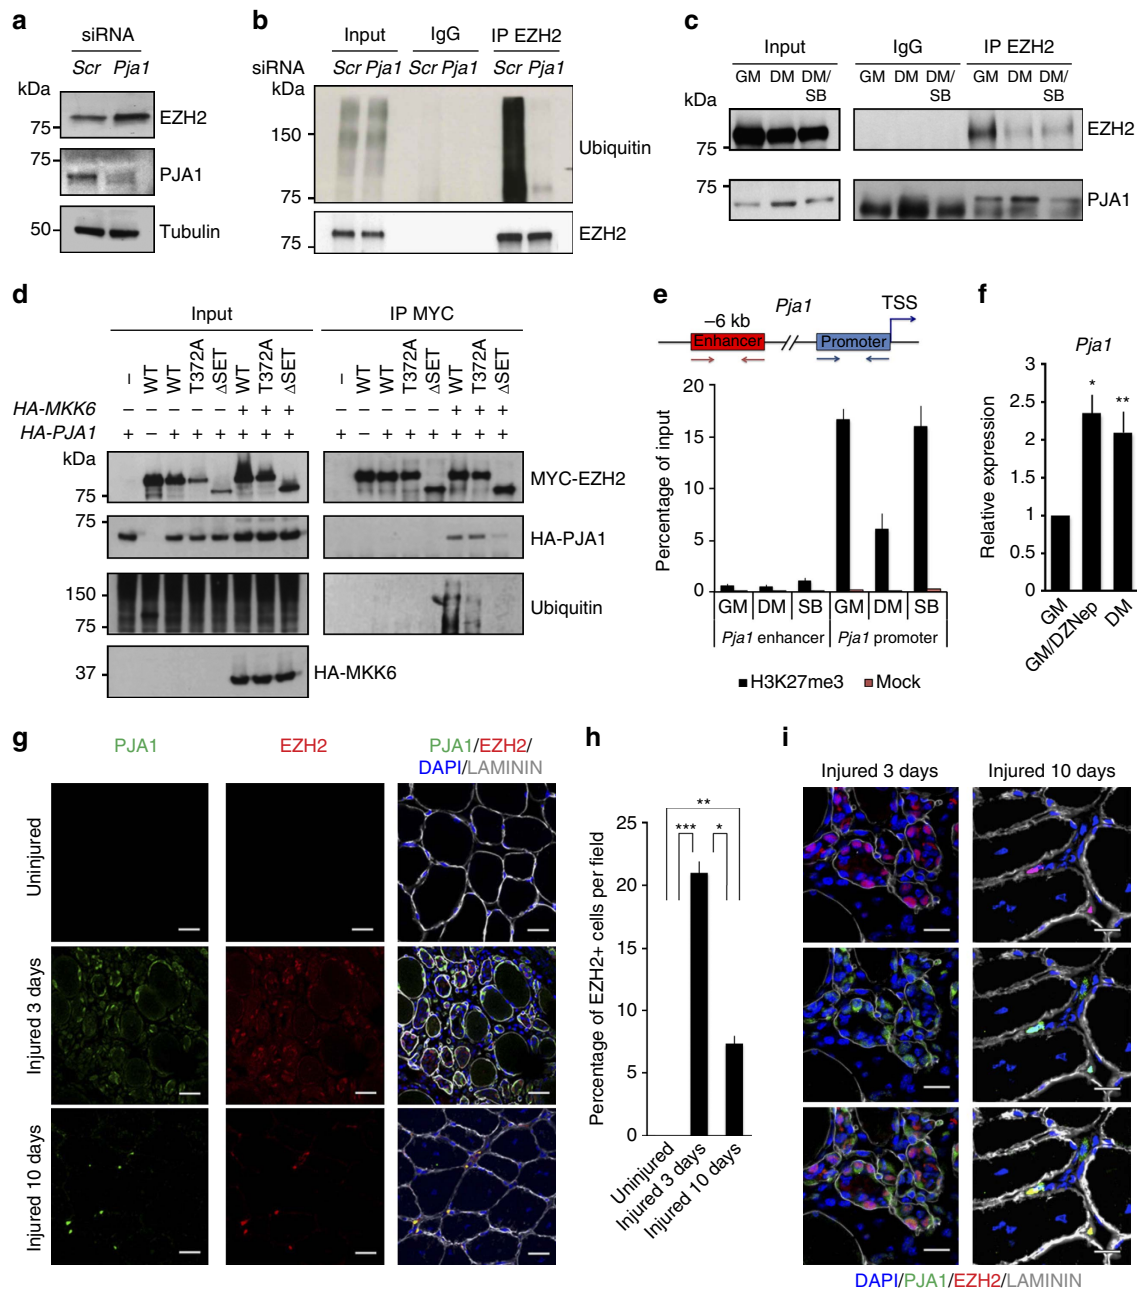 a
siRNA
Scr Pja1
kDa
75
EZH2
75
PJA1
50
Tubulin
b
Input IgG IP EZH2
siRNA Scr Pja1 Scr Pja1 Scr Pja1
kDa
150
Ubiquitin
75
75
EZH2
c
Input IgG IP EZH2
GM DM DM/SB GM DM DM/SB GM DM DM/SB
kDa
75
EZH2
75
PJA1
d
Input IP MYC
– WT WT T372A ΔSET WT T372A ΔSET – WT WT T372A ΔSET WT T372A ΔSET
HA-MKK6 – – – – – + + + – – – – – + + +
HA-PJA1 + – + + + + + + + – + + + + + +
kDa
75
MYC-EZH2
75
HA-PJA1
150
75
Ubiquitin
37
HA-MKK6
e
Pja1
TSS
–6 kb
Enhancer
Promoter
Percentage of input
20
15
10
5
0
GM DM SB GM DM SB
Pja1 enhancer Pja1 promoter
H3K27me3 Mock
f
Pja1
Relative expression
3
2.5
2
1.5
1
0.5
0
*
**
GM
GM/DZNep
DM
g
PJA1 EZH2 PJA1/EZH2/
DAPI/LAMININ
Uninjured
Injured 3 days
Injured 10 days
h
Percentage of EZH2+ cells per field
25
20
15
10
5
0
**
*** *
Uninjured
Injured 3 days
Injured 10 days
i
Injured 3 days Injured 10 days
DAPI/PJA1/EZH2/LAMININ